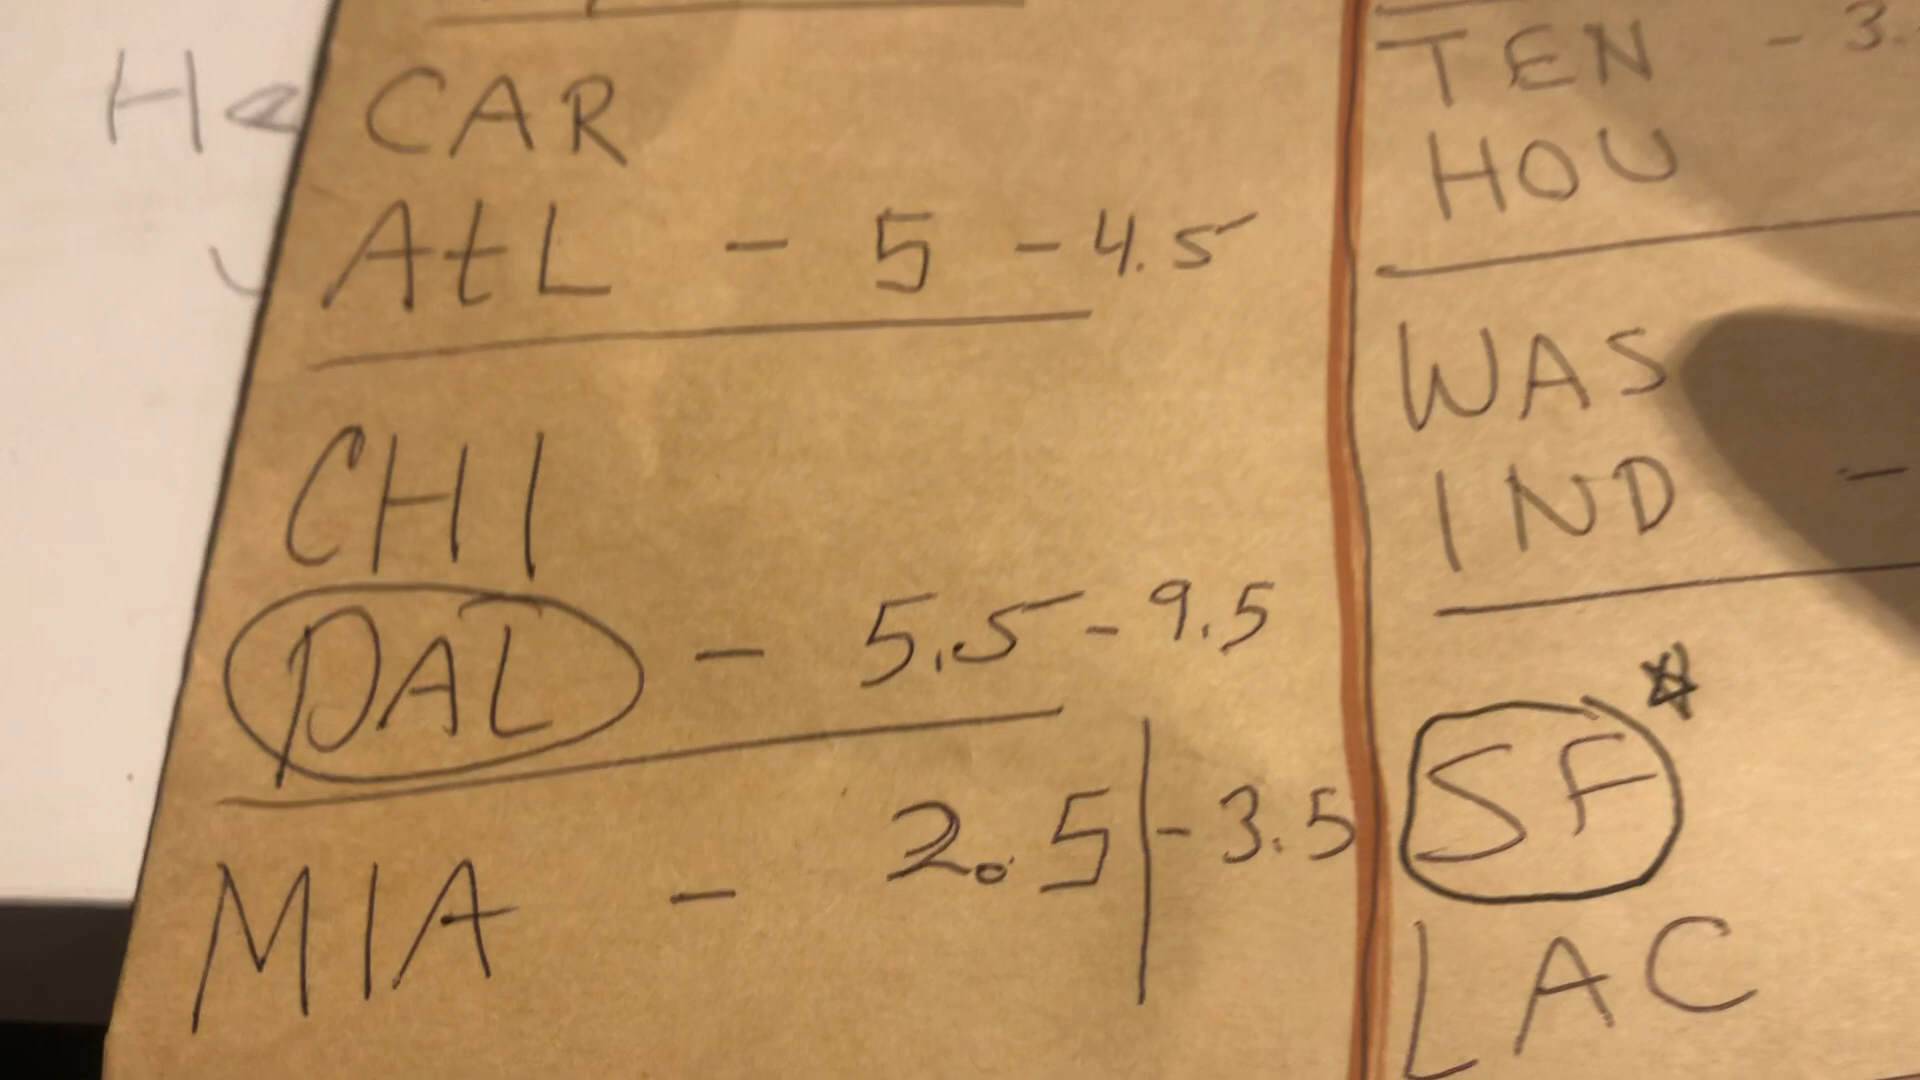 CAR
AtL - 5 - 4.5
CHI
DAL - 5.5 - 9.5
MIA - 2.5 | - 3.5
TEN - 3.
HOU
WAS
IND -
SF
LAC